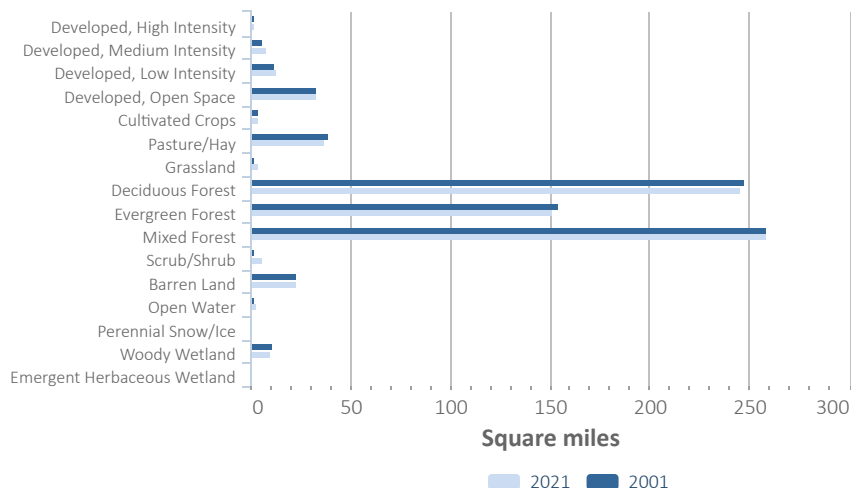 Developed, High Intensity
Developed, Medium Intensity
Developed, Low Intensity
Developed, Open Space
Cultivated Crops
Pasture/Hay
Grassland
Deciduous Forest
Evergreen Forest
Mixed Forest
Scrub/Shrub
Barren Land
Open Water
Perennial Snow/Ice
Woody Wetland
Emergent Herbaceous Wetland
0 50 100 150 200 250 300
Square miles
2021 2001